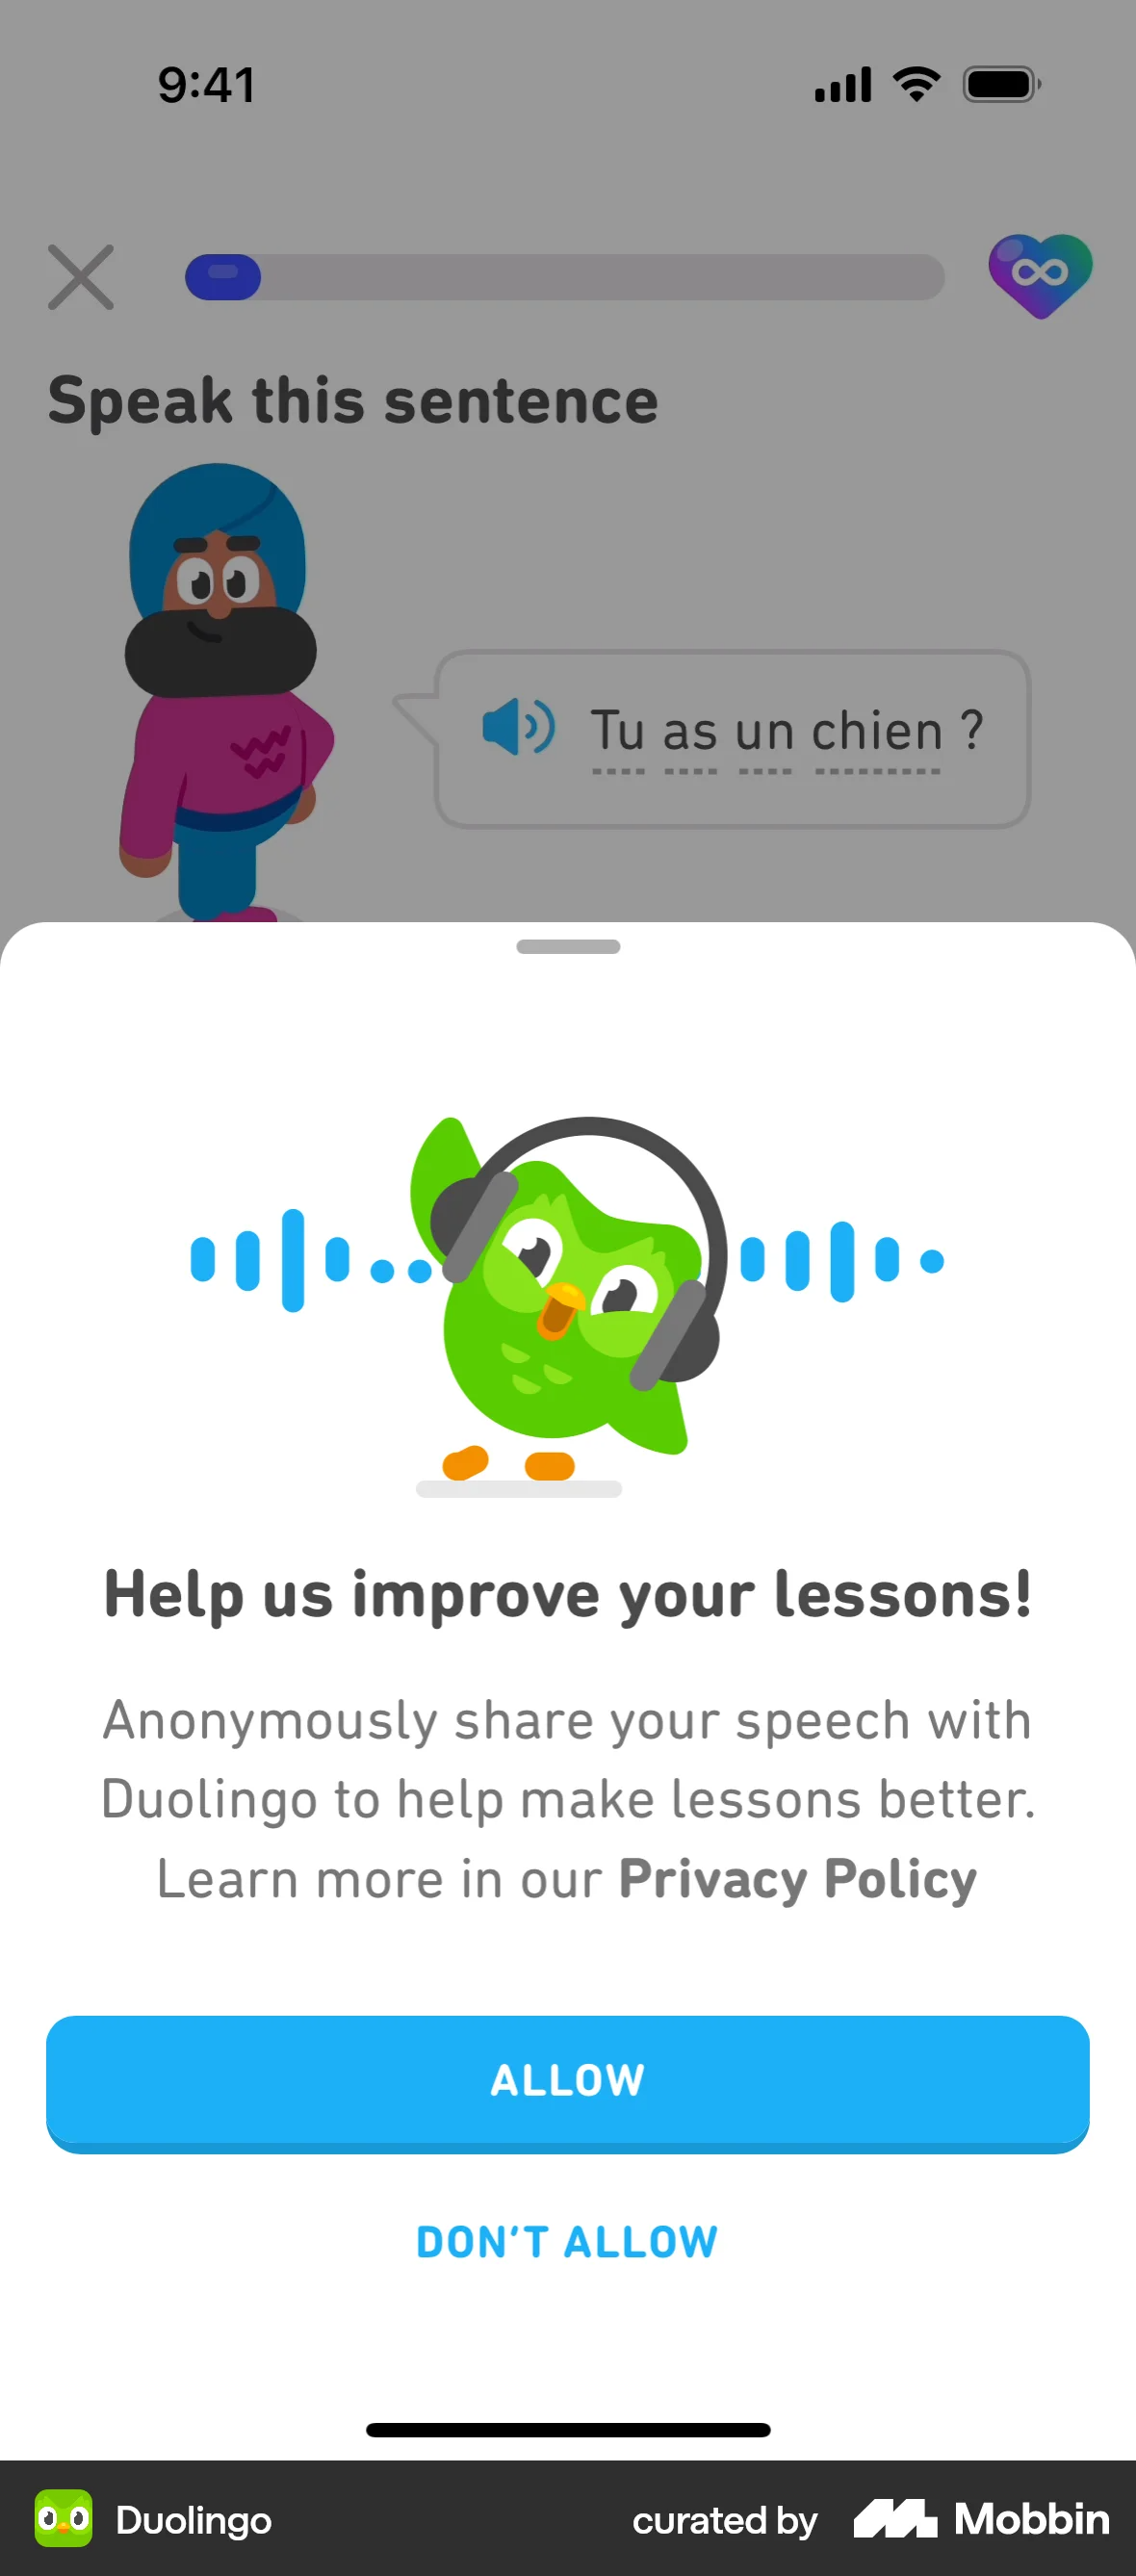 9:41
Speak this sentence
Tu as un chien ?
Help us improve your lessons!
Anonymously share your speech with
Duolingo to help make lessons better.
Learn more in our Privacy Policy
ALLOW
DON’T ALLOW
Duolingo
curated by Mobbin